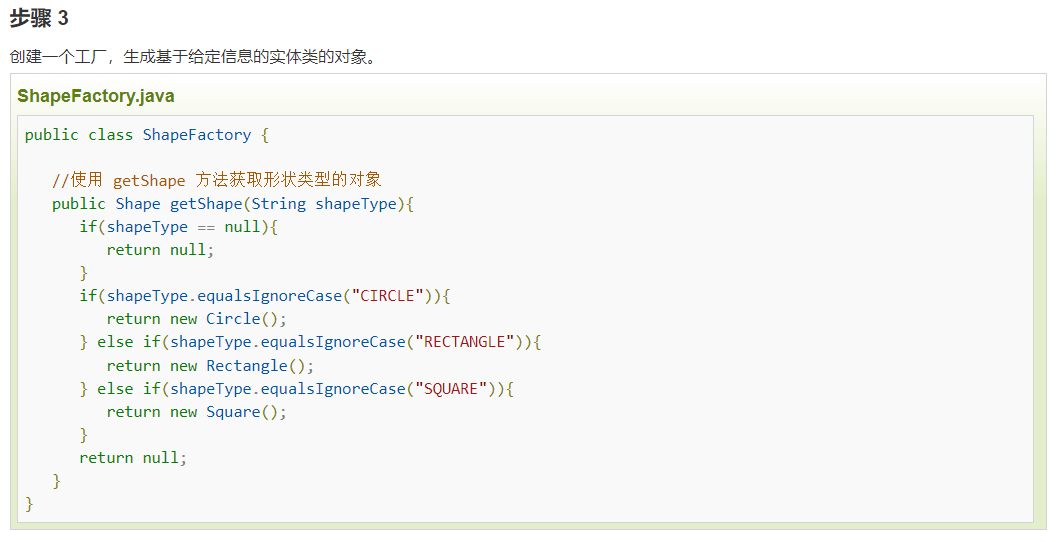 步骤 3
创建一个工厂，生成基于给定信息的实体类的对象。
ShapeFactory.java
public class ShapeFactory {
   //使用 getShape 方法获取形状类型的对象
   public Shape getShape(String shapeType){
      if(shapeType == null){
         return null;
      }
      if(shapeType.equalsIgnoreCase("CIRCLE")){
         return new Circle();
      } else if(shapeType.equalsIgnoreCase("RECTANGLE")){
         return new Rectangle();
      } else if(shapeType.equalsIgnoreCase("SQUARE")){
         return new Square();
      }
      return null;
   }
}